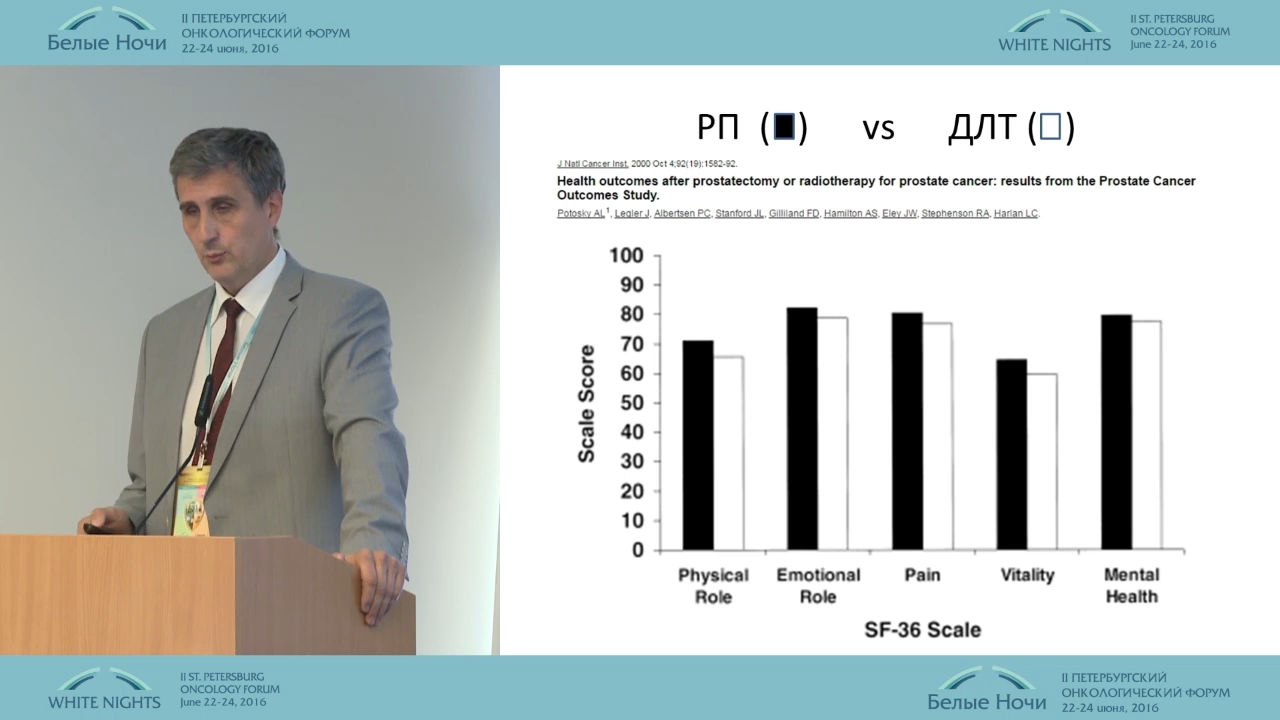 Белые Ночи
II ПЕТЕРБУРГСКИЙ
ОНКОЛОГИЧЕСКИЙ ФОРУМ
22-24 июня, 2016
WHITE NIGHTS
II ST. PETERSBURG
ONCOLOGY FORUM
June 22-24, 2016
РП (■) vs ДЛТ (□)
J Natl Cancer Inst. 2000 Oct 4;92(19):1582-92.
Health outcomes after prostatectomy or radiotherapy for prostate cancer: results from the Prostate Cancer
Outcomes Study.
Potosky AL1, Legler J, Albertsen PC, Stanford JL, Gilliland FD, Hamilton AS, Eley JW, Stephenson RA, Harlan LC.
Scale Score
100
90
80
70
60
50
40
30
20
10
0
Physical
Role
Emotional
Role
Pain
Vitality
Mental
Health
SF-36 Scale
WHITE NIGHTS
II ST. PETERSBURG
ONCOLOGY FORUM
June 22-24, 2016
Белые Ночи
II ПЕТЕРБУРГСКИЙ
ОНКОЛОГИЧЕСКИЙ ФОРУМ
22-24 июня, 2016